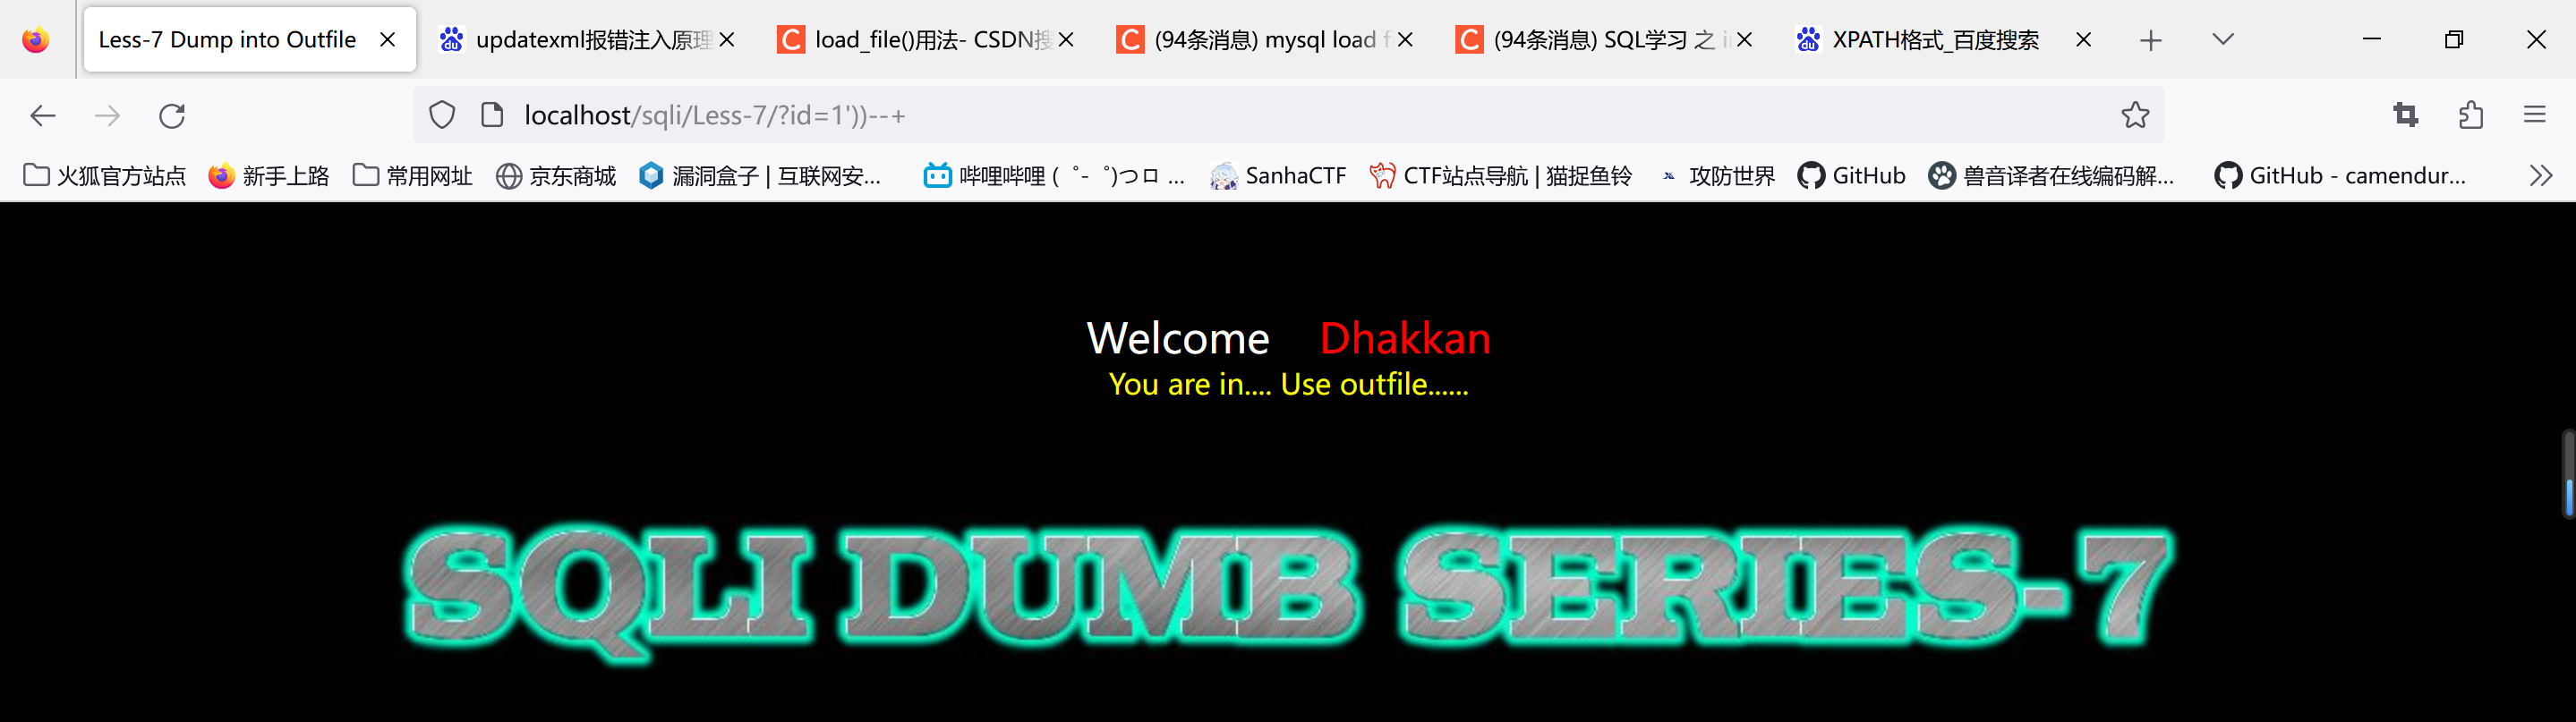 Less-7 Dump into Outfile
updatexml报错注入原理
load_file()用法- CSDN搜
(94条消息) mysql load f
(94条消息) SQL学习 之 i
XPATH格式_百度搜索
localhost/sqli/Less-7/?id=1'))--+
火狐官方站点 新手上路 常用网址 京东商城 漏洞盒子 | 互联网安... 哔哩哔哩 (゜-゜)つロ ... SanhaCTF CTF站点导航 | 猫捉鱼铃 攻防世界 GitHub 兽音译者在线编码解... GitHub - camendur...
Welcome Dhakkan
You are in.... Use outfile......
SQLI DUMB SERIES-7